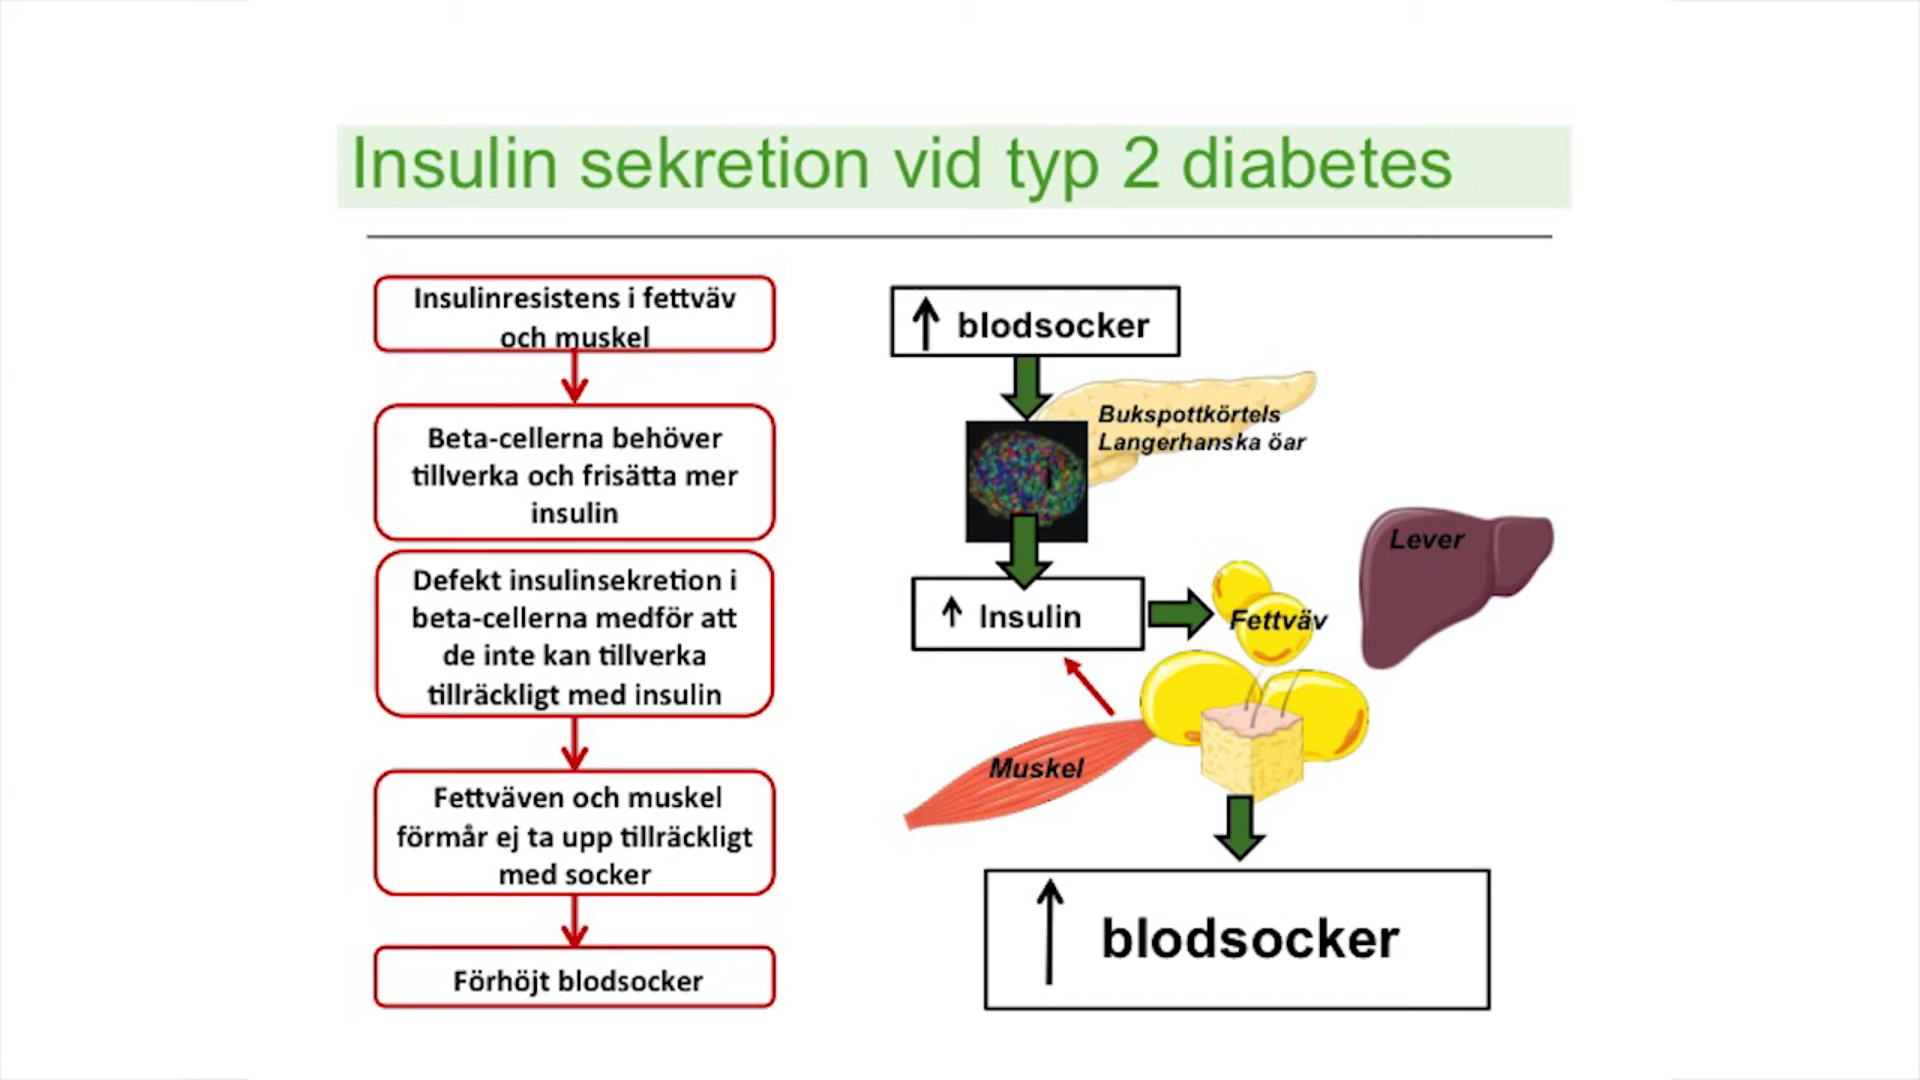 Insulin sekretion vid typ 2 diabetes
Insulinresistens i fettväv
och muskel
Beta-cellerna behöver
tillverka och frisätta mer
insulin
Defekt insulinsekretion i
beta-cellerna medför att
de inte kan tillverka
tillräckligt med insulin
Fettväven och muskel
förmår ej ta upp tillräckligt
med socker
Förhöjt blodsocker
blodsocker
Bukspottkörtels
Langerhanska öar
Lever
Insulin
Fettväv
Muskel
blodsocker